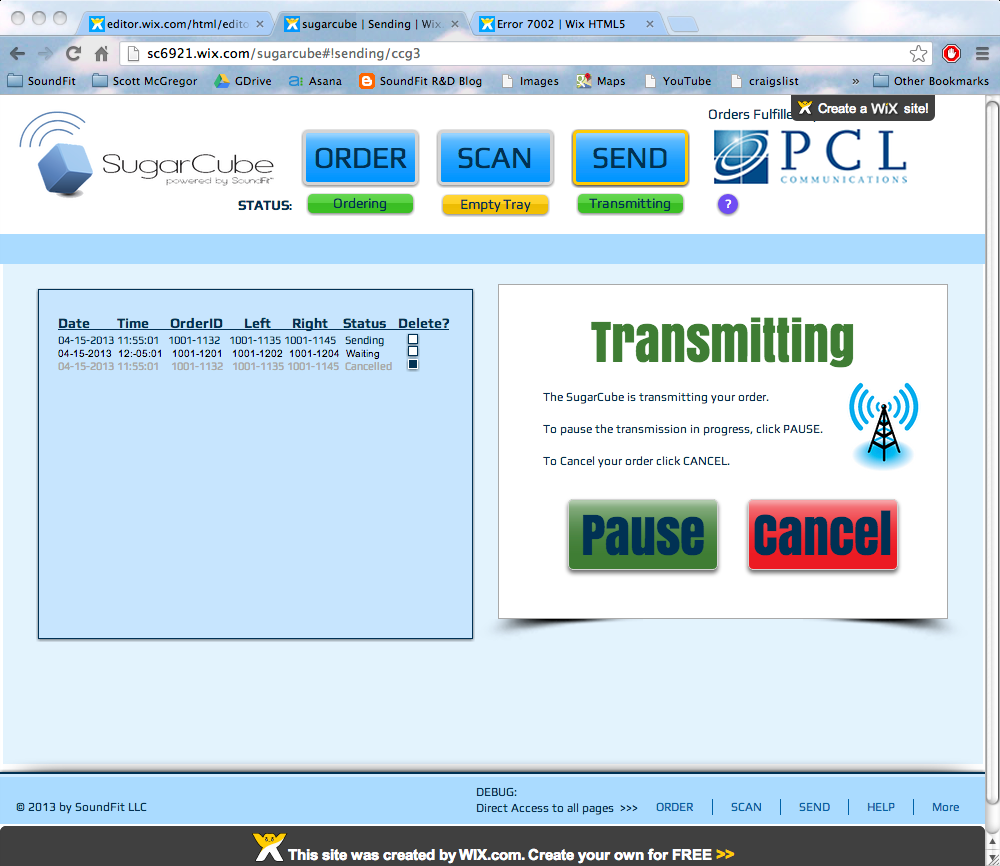 editor.wix.com/html/edito
sugarcube | Sending | Wix
Error 7002 | Wix HTML5
sc6921.wix.com/sugarcube#!sending/ccg3
SoundFit Scott McGregor GDrive Asana SoundFit R&D Blog Images Maps YouTube craigslist » Other Bookmarks
Create a WiX site!
Orders Fulfille
SugarCube
powered by SoundFit
ORDER SCAN SEND
PCL
COMMUNICATIONS
STATUS: Ordering Empty Tray Transmitting ?
Date Time OrderID Left Right Status Delete?
04-15-2013 11:55:01 1001-1132 1001-1135 1001-1145 Sending
04-15-2013 12:-05:01 1001-1201 1001-1202 1001-1204 Waiting
04-15-2013 11:55:01 1001-1132 1001-1135 1001-1145 Cancelled
Transmitting
The SugarCube is transmitting your order.
To pause the transmission in progress, click PAUSE.
To Cancel your order click CANCEL.
Pause Cancel
© 2013 by SoundFit LLC
DEBUG:
Direct Access to all pages >>> ORDER | SCAN | SEND | HELP | More
This site was created by WIX.com. Create your own for FREE >>